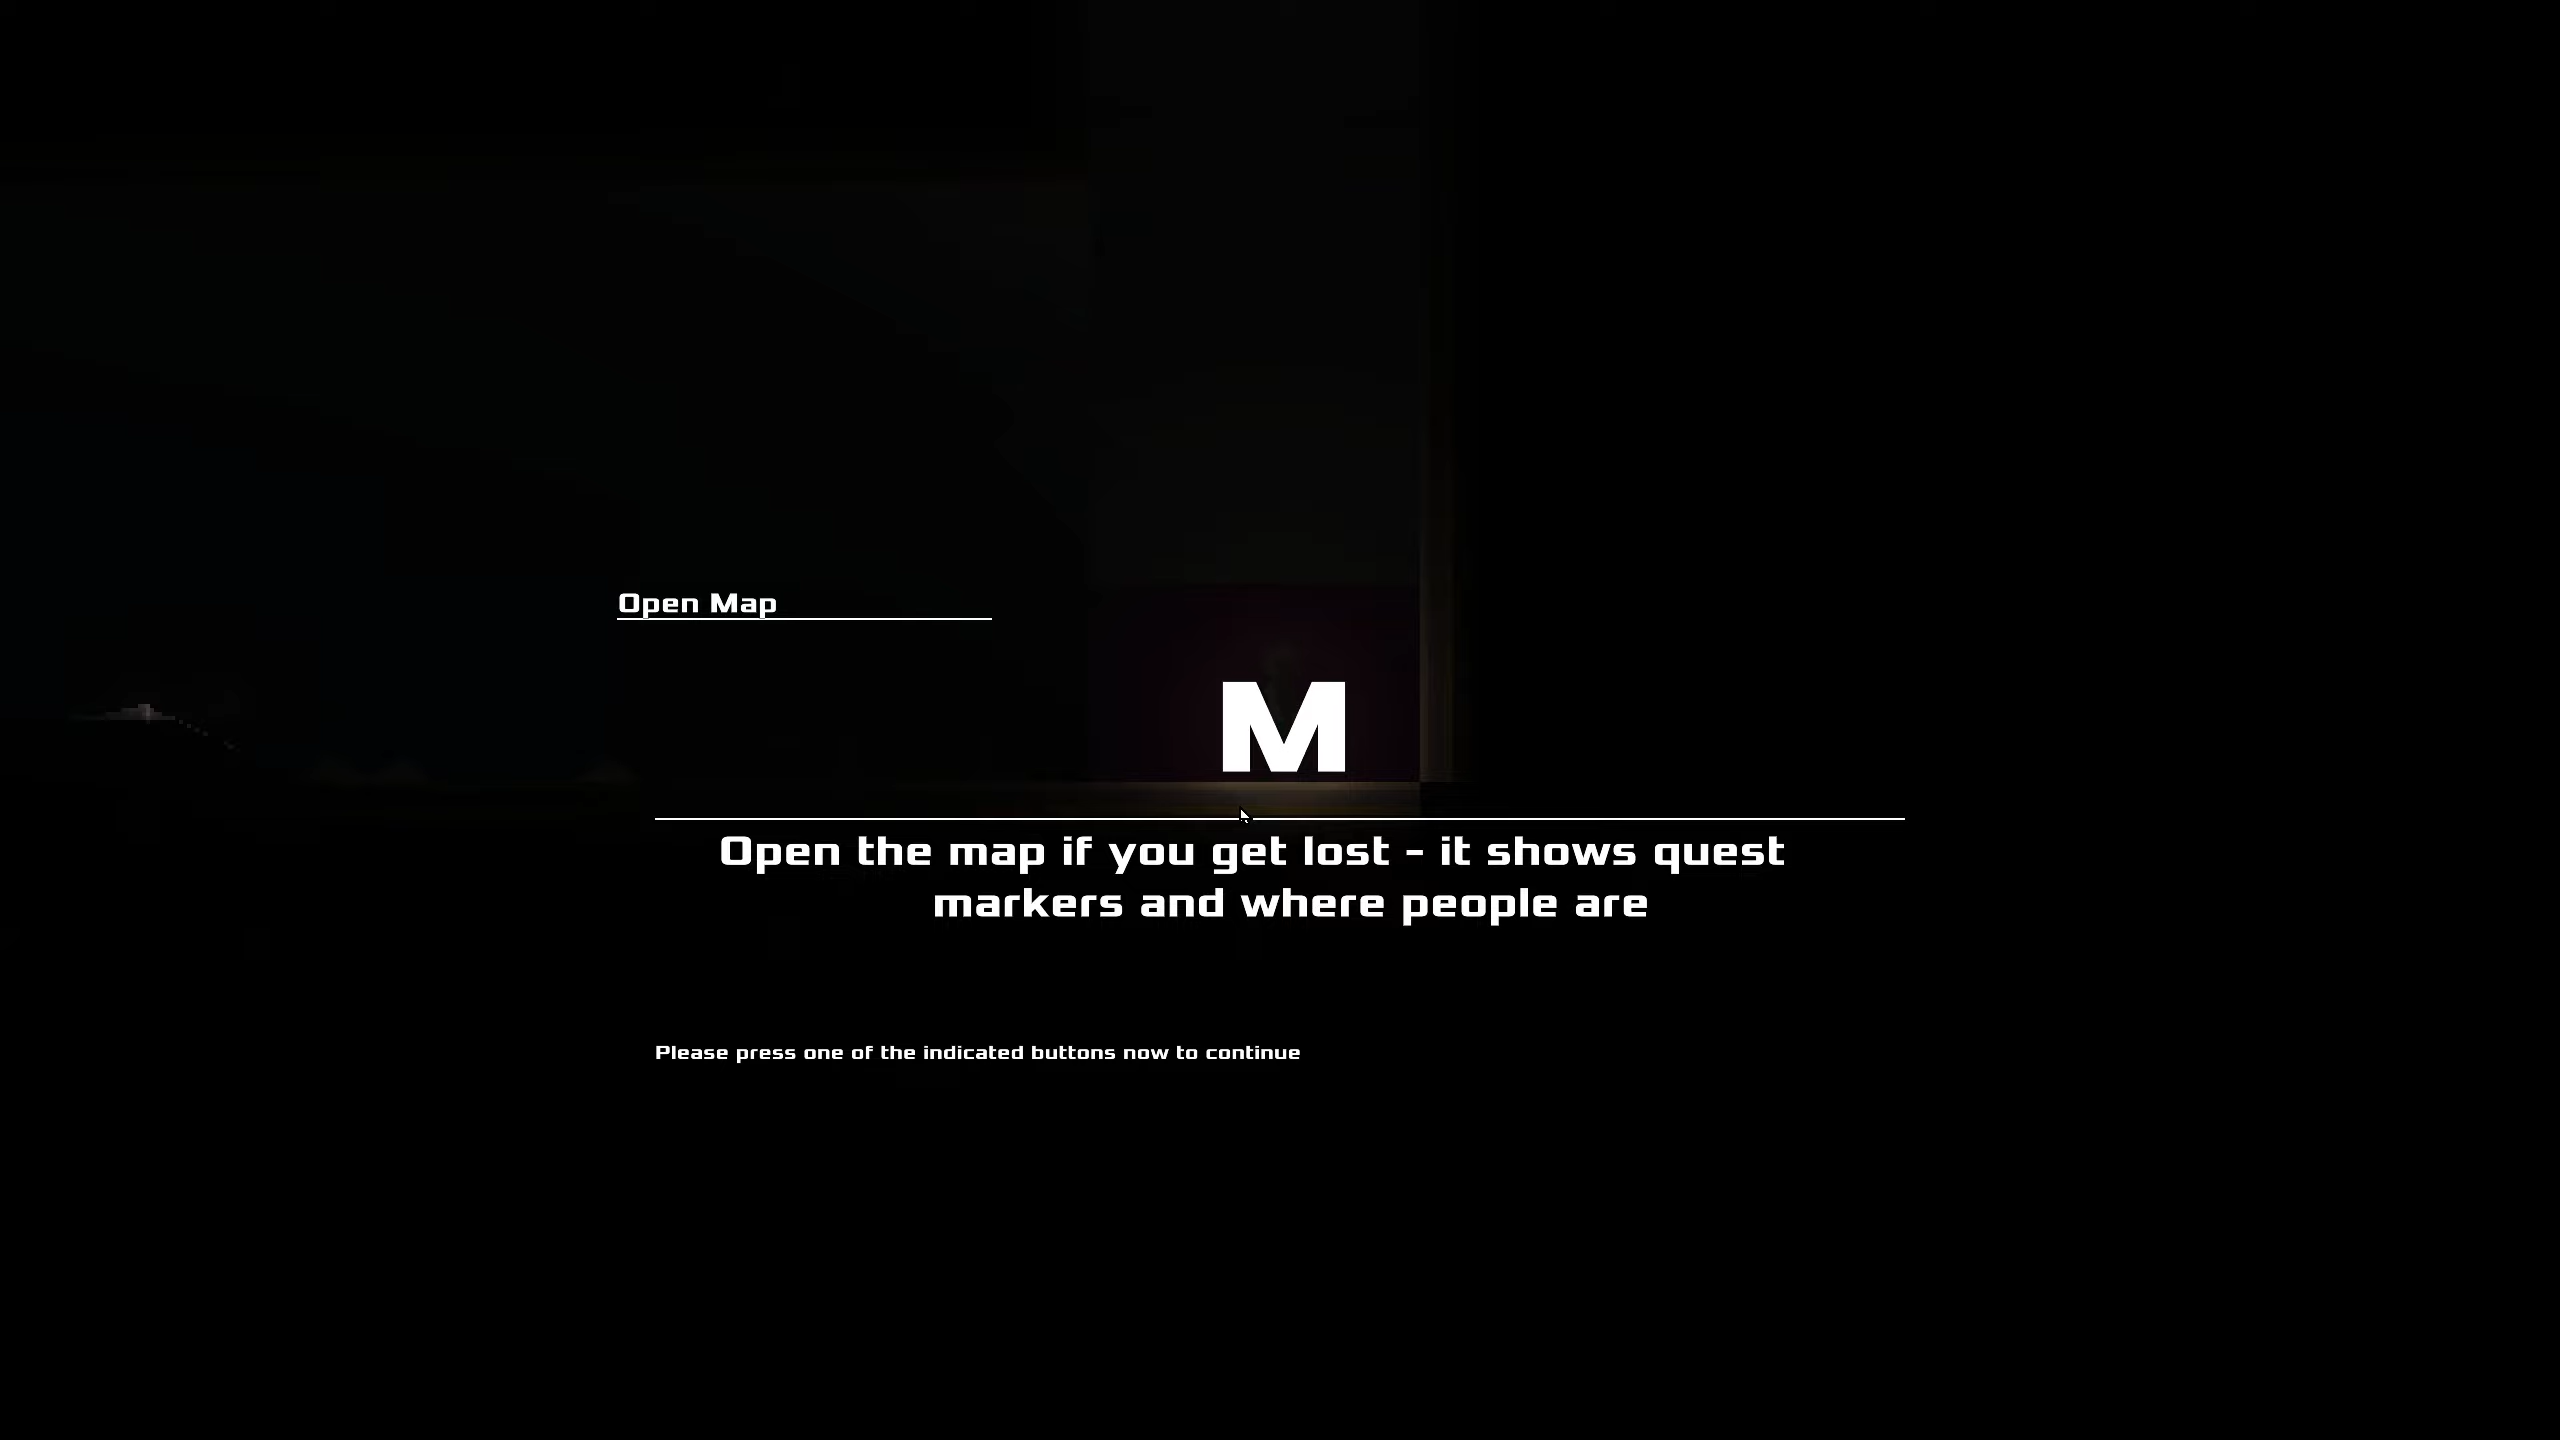 Open Map
M
Open the map if you get lost - it shows quest
markers and where people are
Please press one of the indicated buttons now to continue